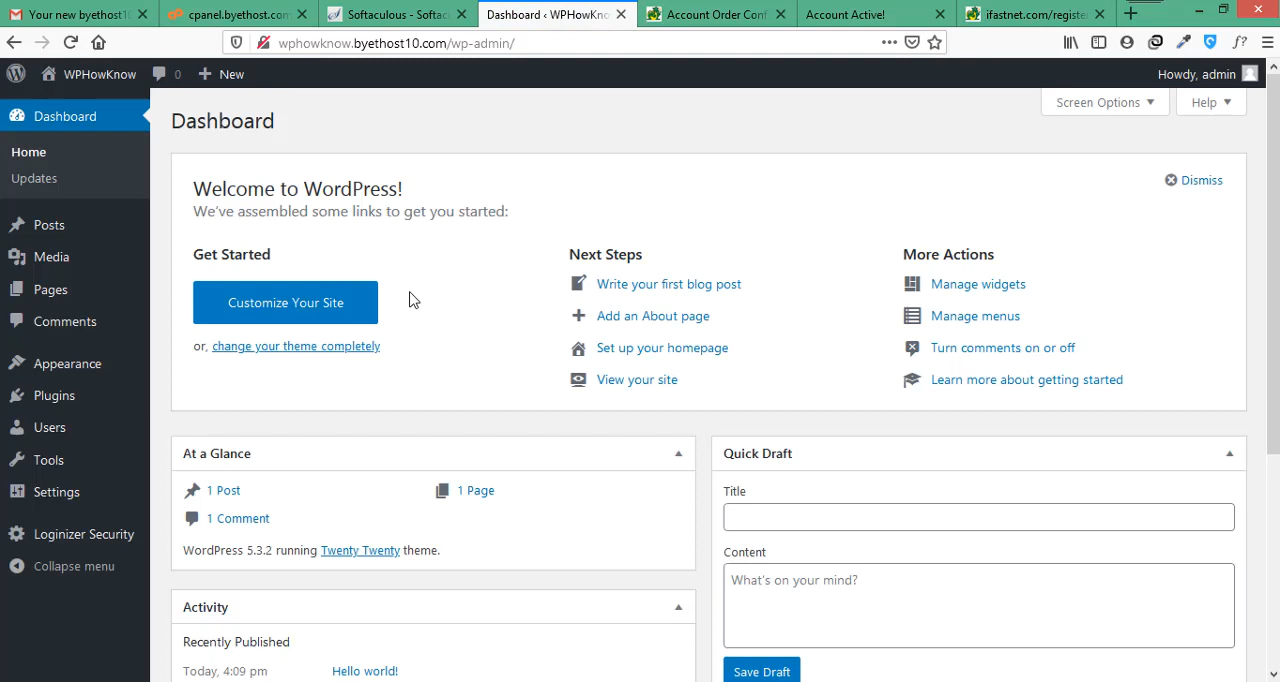 Your new byethost1
cpanel.byethost.com
Softaculous - Softac
Dashboard ‹ WPHowKno
Account Order Conf
Account Active!
ifastnet.com/registe
wphowknow.byethost10.com/wp-admin/
WPHowKnow 0 New
Howdy, admin
Dashboard
Home
Updates
Posts
Media
Pages
Comments
Appearance
Plugins
Users
Tools
Settings
Loginizer Security
Collapse menu
Screen Options
Help
Dashboard
Welcome to WordPress!
Dismiss
We've assembled some links to get you started:
Get Started
Customize Your Site
or, change your theme completely
Next Steps
Write your first blog post
Add an About page
Set up your homepage
View your site
More Actions
Manage widgets
Manage menus
Turn comments on or off
Learn more about getting started
At a Glance
1 Post
1 Page
1 Comment
WordPress 5.3.2 running Twenty Twenty theme.
Activity
Recently Published
Today, 4:09 pm Hello world!
Quick Draft
Title
Content
What's on your mind?
Save Draft